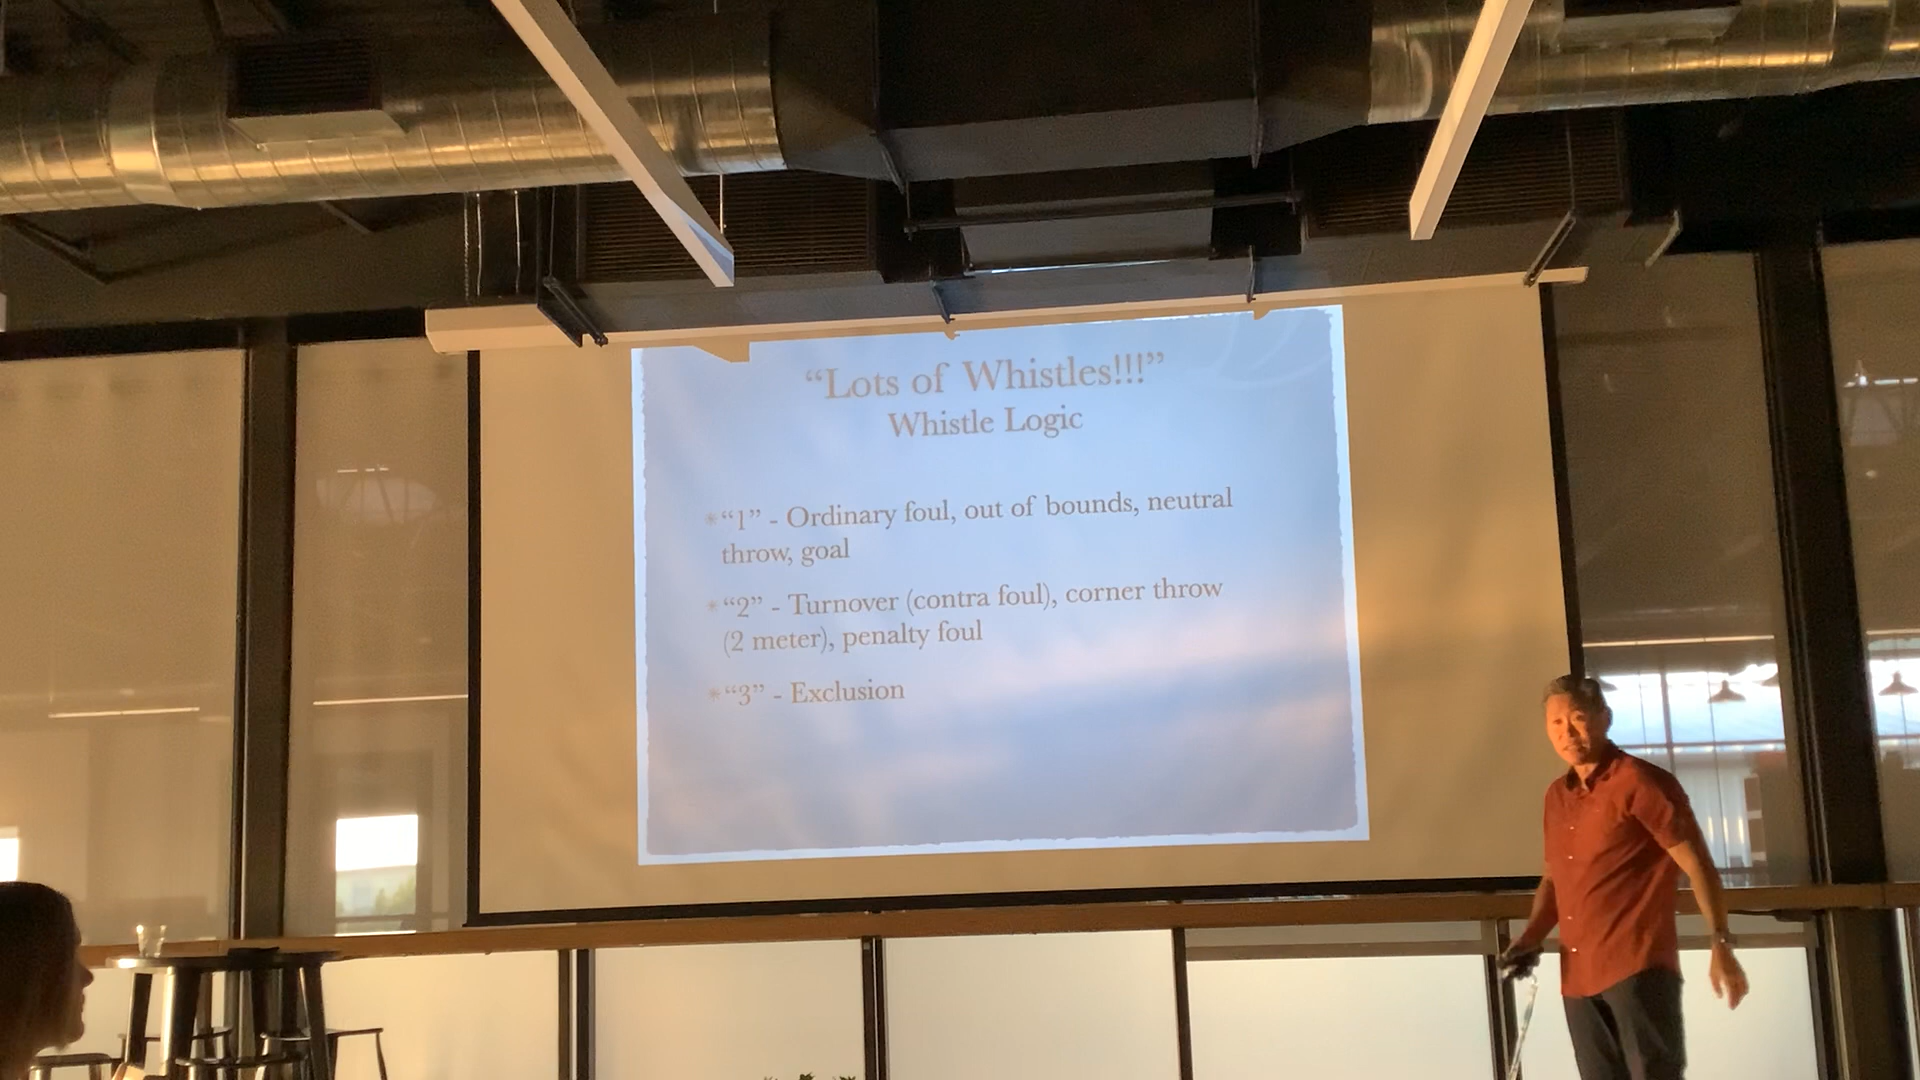 “Lots of Whistles!!!”
Whistle Logic
*“1” - Ordinary foul, out of bounds, neutral
throw, goal
*“2” - Turnover (contra foul), corner throw
(2 meter), penalty foul
*“3” - Exclusion